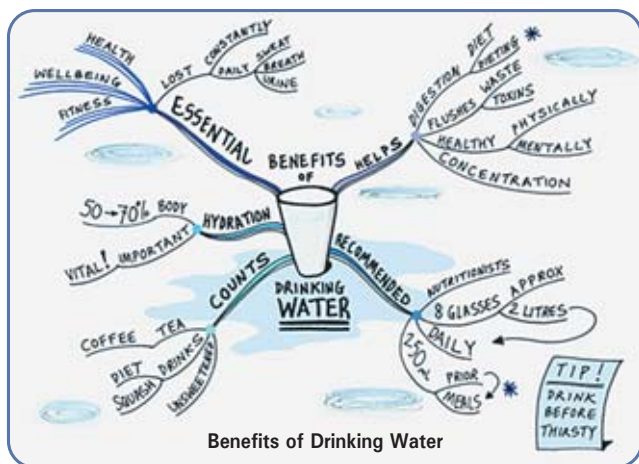 BENEFITS
OF
DRINKING
WATER
ESSENTIAL
HEALTH
WELLBEING
FITNESS
LOST
CONSTANTLY
DAILY
SWEAT
BREATH
URINE
HELPS
DIGESTION
DIET
DIETING
FLUSHES
WASTE
TOXINS
HEALTHY
PHYSICALLY
MENTALLY
CONCENTRATION
HYDRATION
50→70% BODY
VITAL! IMPORTANT
COUNTS
COFFEE TEA
DIET
SQUASH
DRINKS
UNSWEETENED
RECOMMENDED
NUTRITIONISTS
8 GLASSES
APPROX
2 LITRES
DAILY
250ml
PRIOR
MEALS
TIP!
DRINK
BEFORE
THIRSTY
Benefits of Drinking Water